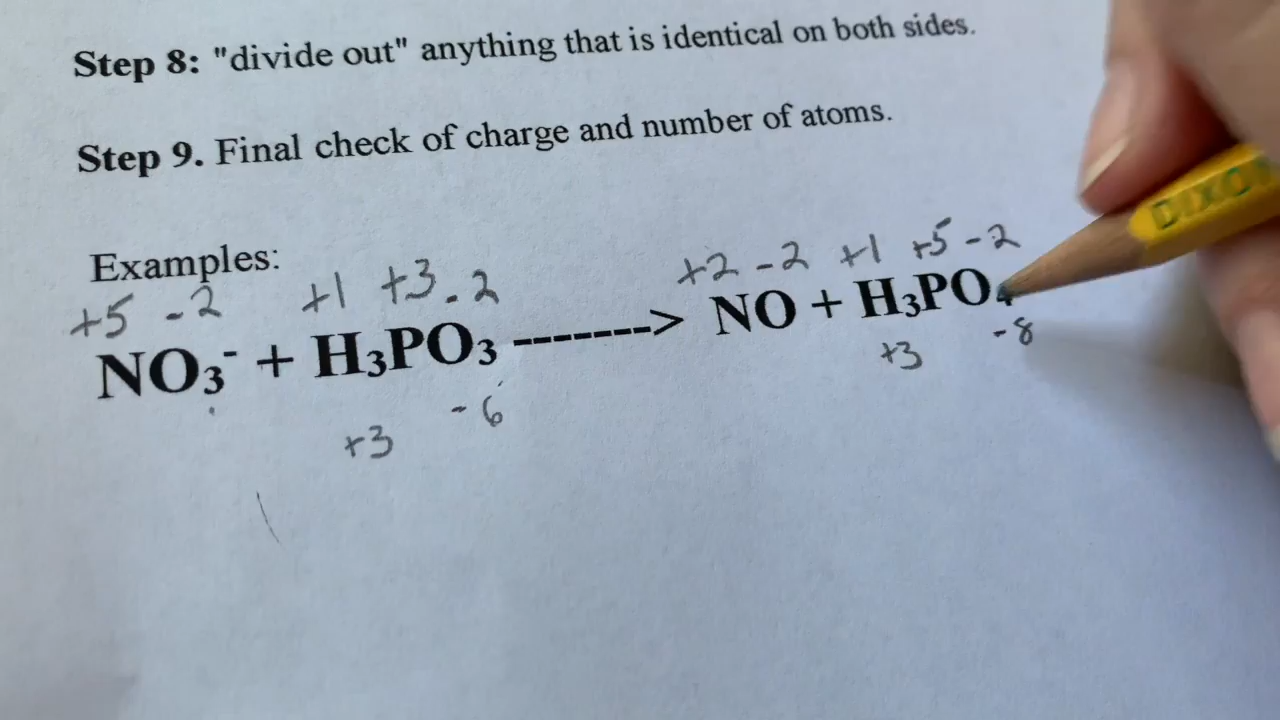 Step 8: "divide out" anything that is identical on both sides.
Step 9. Final check of charge and number of atoms.
Examples:
+5 -2 +1 +3 -2 +2 -2 +1 +5 -2
NO₃⁻ + H₃PO₃ -------> NO + H₃PO₄
+3 -6 +3 -8
DIXON